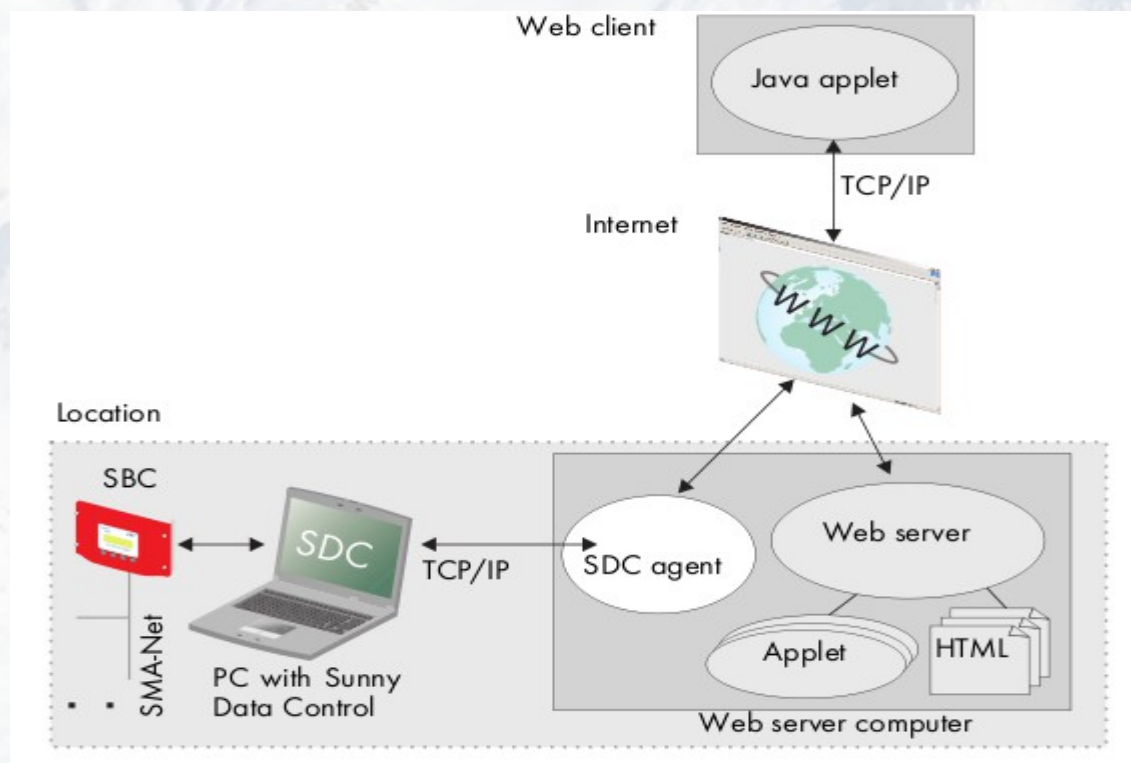 Web client
Java applet
TCP/IP
Internet
WWW
Location
SBC
SDC
TCP/IP
SDC agent
Web server
SMA-Net
PC with Sunny
Data Control
Applet
HTML
Web server computer